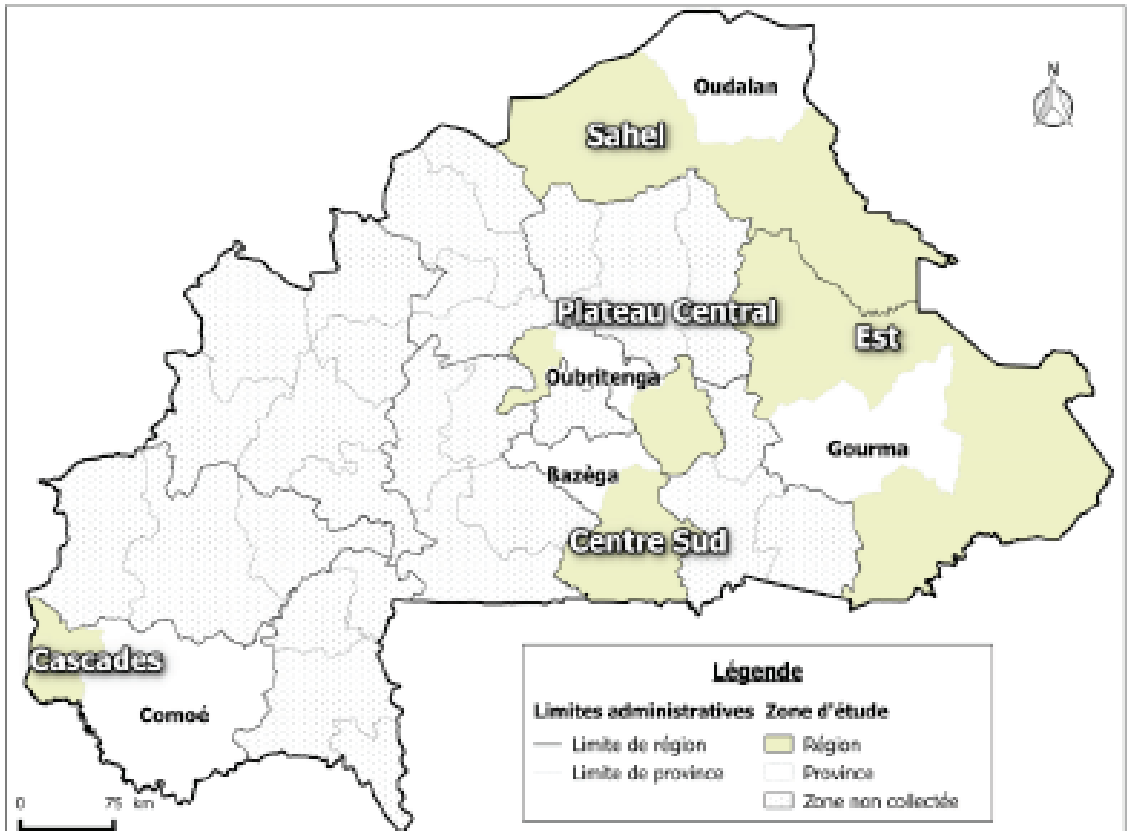 N
Oudalan
Sahel
Plateau Central
Est
Oubritenga
Gourma
Bazèga
Centre Sud
Cascades
Comoé
Légende
Limites administratives
Limite de région
Limite de province
Zone d'étude
Région
Province
Zone non collectée
0 75 km